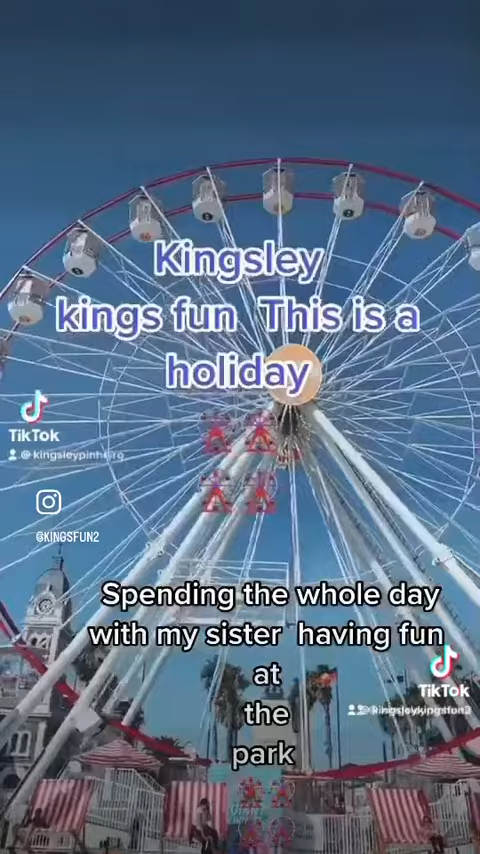 Kingsley
kings fun This is a
holiday
TikTok
@KINGSFUN2
Spending the whole day
with my sister having fun
at
the
park
TikTok